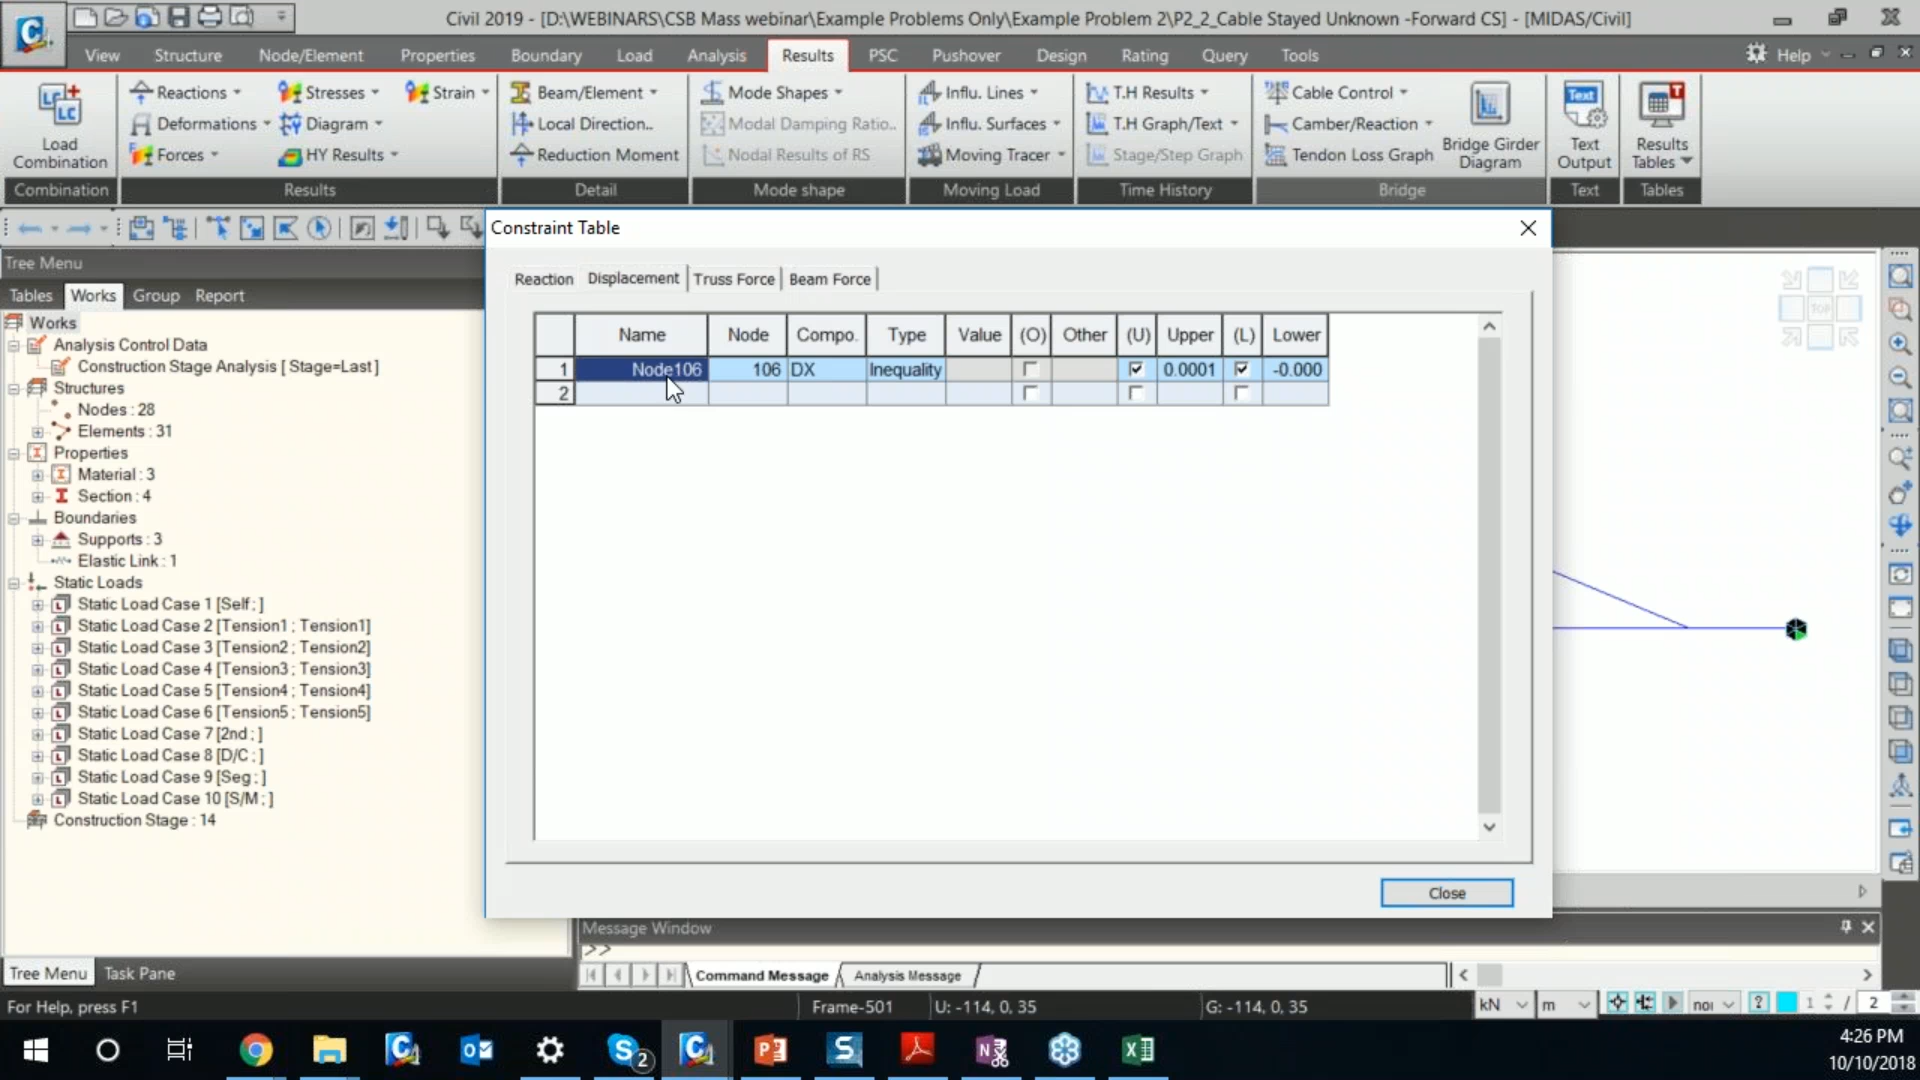 Civil 2019 - [D:\WEBINARS\CSB Mass webinar\Example Problems Only\Example Problem 2\P2_2_Cable Stayed Unknown -Forward CS] - [MIDAS/Civil]
View Structure Node/Element Properties Boundary Load Analysis Results PSC Pushover Design Rating Query Tools Help
Reactions Stresses Strain Beam/Element Mode Shapes Influ. Lines T.H Results Cable Control
Deformations Diagram Local Direction.. Modal Damping Ratio.. Influ. Surfaces T.H Graph/Text Camber/Reaction
Load Combination
Forces HY Results Reduction Moment Nodal Results of RS Moving Tracer Stage/Step Graph Tendon Loss Graph
Bridge Girder Diagram
Text
Text Output
T
Results Tables
Combination Results Detail Mode shape Moving Load Time History Bridge Text Tables
Tree Menu
Tables Works Group Report
Works
Analysis Control Data
Construction Stage Analysis [ Stage=Last ]
Structures
Nodes : 28
Elements : 31
Properties
Material : 3
Section : 4
Boundaries
Supports : 3
Elastic Link : 1
Static Loads
Static Load Case 1 [Self ; ]
Static Load Case 2 [Tension1 ; Tension1]
Static Load Case 3 [Tension2 ; Tension2]
Static Load Case 4 [Tension3 ; Tension3]
Static Load Case 5 [Tension4 ; Tension4]
Static Load Case 6 [Tension5 ; Tension5]
Static Load Case 7 [2nd ; ]
Static Load Case 8 [D/C ; ]
Static Load Case 9 [Seg ; ]
Static Load Case 10 [S/M ; ]
Construction Stage : 14
Constraint Table
Reaction Displacement Truss Force Beam Force
Name Node Compo. Type Value (O) Other (U) Upper (L) Lower
1 Node106 106 DX Inequality 0.0001 -0.000
2
Close
TOP
Message Window
>>
Command Message Analysis Message
Tree Menu Task Pane
For Help, press F1
Frame-501
U: -114, 0, 35
G: -114, 0, 35
kN m noi 1 / 2
2
4:26 PM
10/10/2018